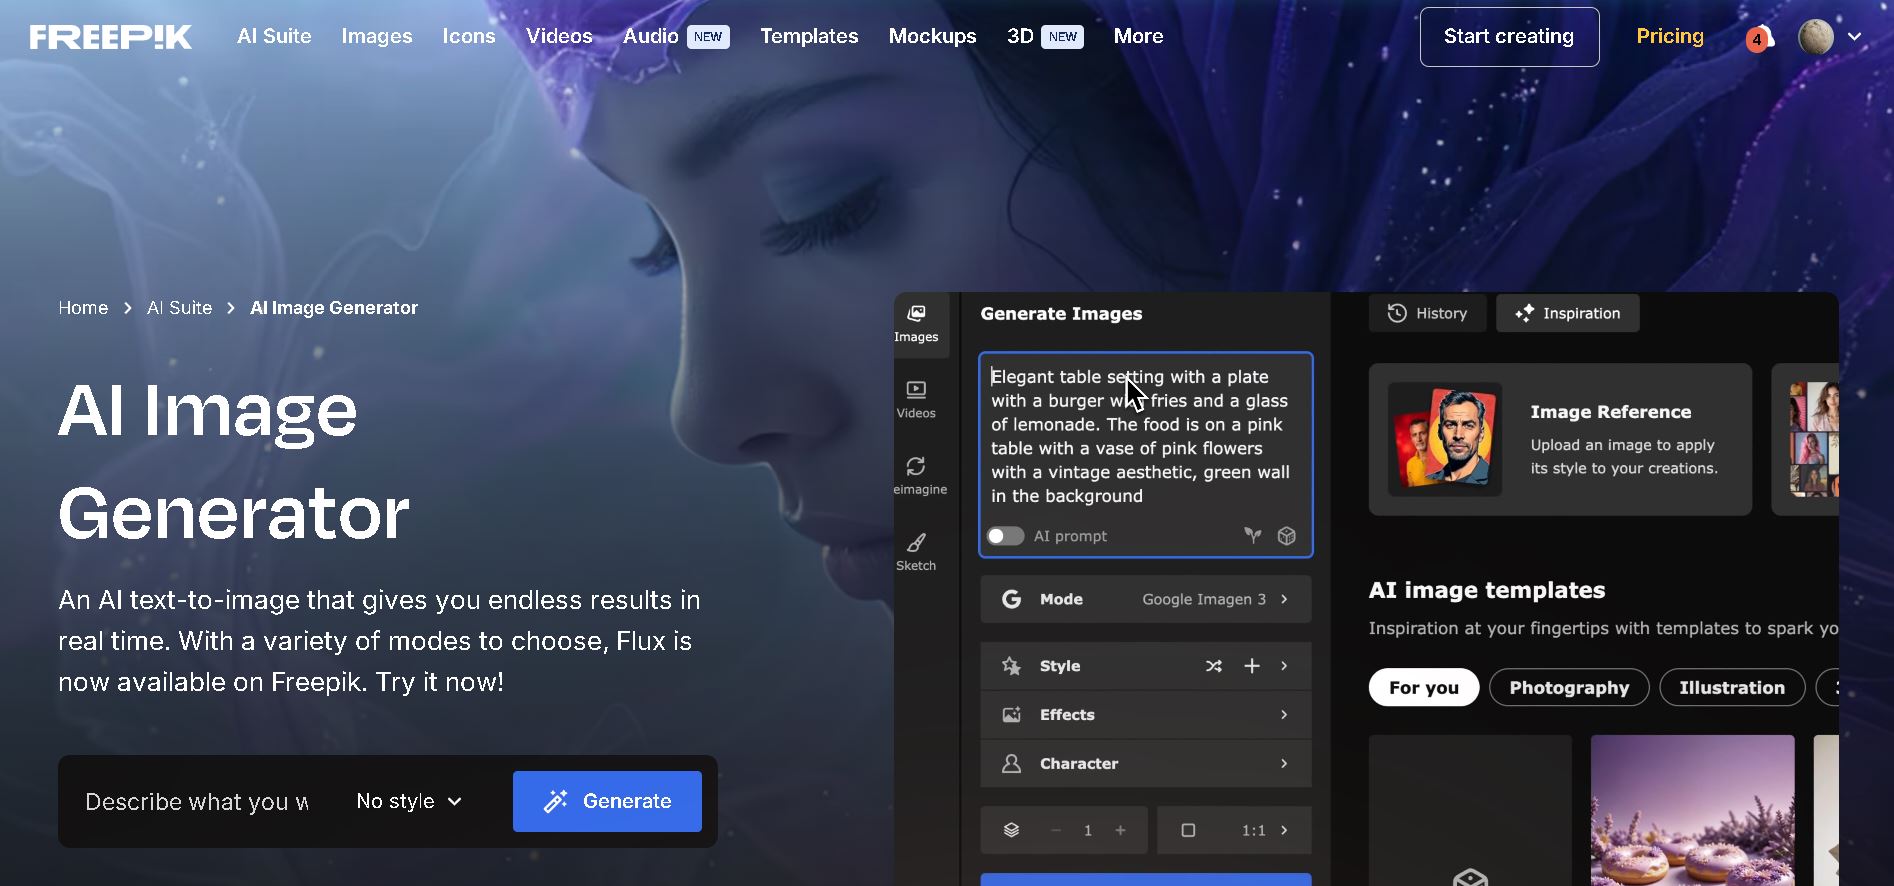 FREEPIK
AI Suite
Images
Icons
Videos
Audio NEW
Templates
Mockups
3D NEW
More
Start creating
Pricing
4
Home > AI Suite > AI Image Generator
AI Image
Generator
An AI text-to-image that gives you endless results in
real time. With a variety of modes to choose, Flux is
now available on Freepik. Try it now!
Describe what you w
No style
Generate
Images
Videos
eimagine
Sketch
Generate Images
Elegant table setting with a plate
with a burger with fries and a glass
of lemonade. The food is on a pink
table with a vase of pink flowers
with a vintage aesthetic, green wall
in the background
AI prompt
Mode Google Imagen 3
Style
Effects
Character
1
1:1
History
Inspiration
Image Reference
Upload an image to apply
its style to your creations.
AI image templates
Inspiration at your fingertips with templates to spark yo
For you
Photography
Illustration